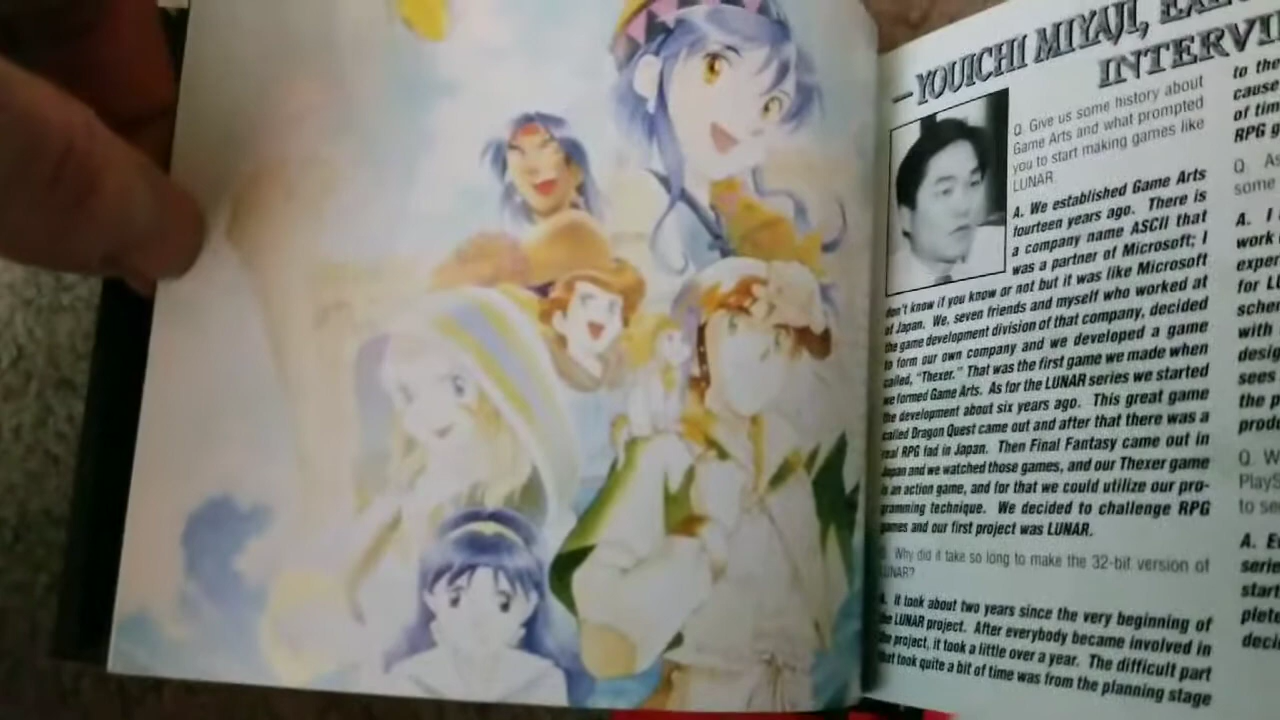 —YOUICHI MIYAJI,
INTERVI
Q. Give us some history about
Game Arts and what prompted
you to start making games like
LUNAR.
A. We established Game Arts
fourteen years ago. There is
a company name ASCII that
was a partner of Microsoft; I
don't know if you know or not but it was like Microsoft
of Japan. We, seven friends and myself who worked at
the game development division of that company, decided
to form our own company and we developed a game
called, "Thexer." That was the first game we made when
we formed Game Arts. As for the LUNAR series we started
the development about six years ago. This great game
called Dragon Quest came out and after that there was a
real RPG fad in Japan. Then Final Fantasy came out in
Japan and we watched those games, and our Thexer game
is an action game, and for that we could utilize our pro-
gramming technique. We decided to challenge RPG
games and our first project was LUNAR.
Q. Why did it take so long to make the 32-bit version of
LUNAR?
A. It took about two years since the very beginning of
the LUNAR project. After everybody became involved in
the project, it took a little over a year. The difficult part
that took quite a bit of time was from the planning stage
to the
cause
of tim
RPG g
Q. As
some
A. I
work
exper
for LU
sche
with
desig
sees
the p
prod
Q. W
PlayS
to se
A. E
serie
start
plete
deci